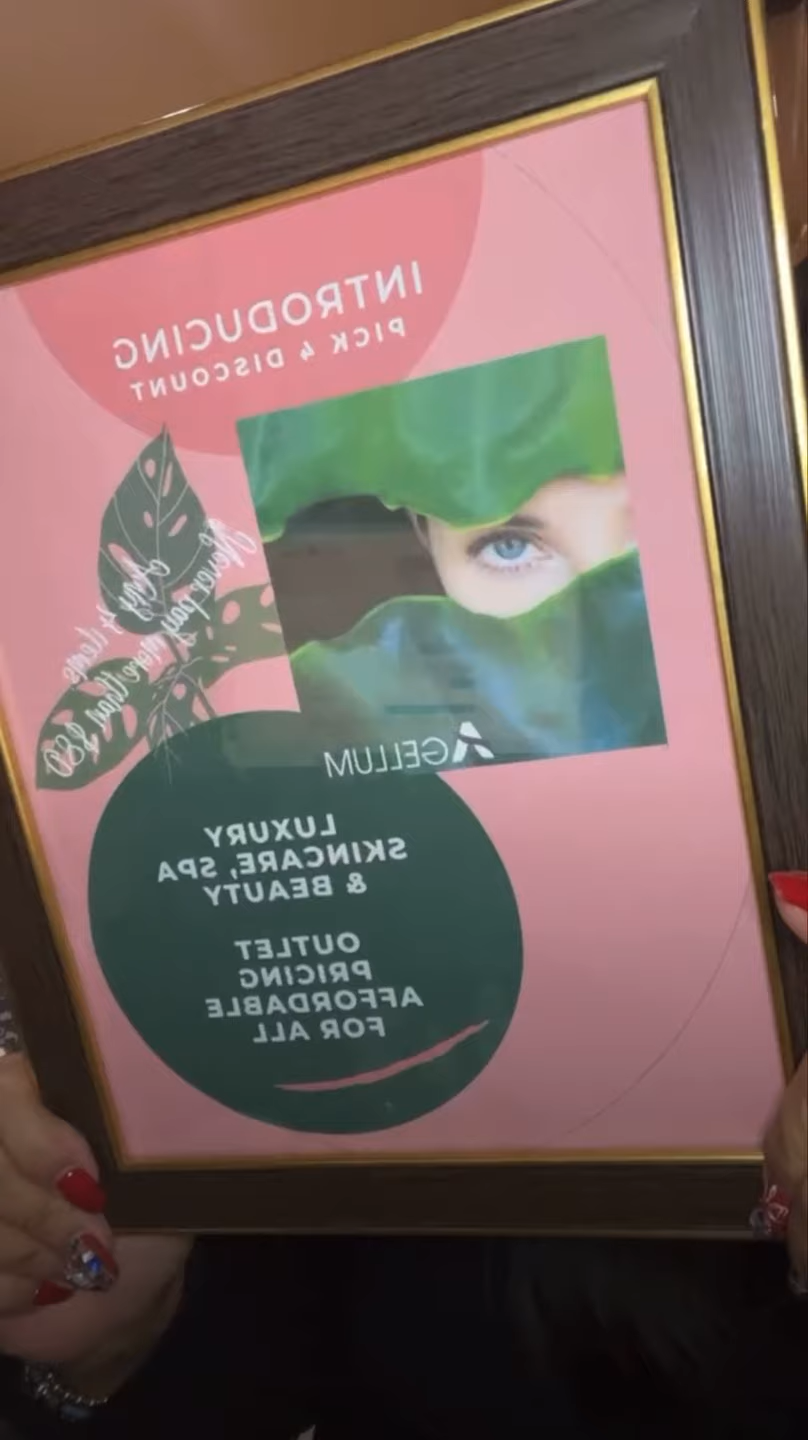 INTRODUCING
PICK 4 DISCOUNT
Any 4 items
Never pay more than $80
AGELLUM
LUXURY
SKINCARE, SPA
& BEAUTY
OUTLET
PRICING
AFFORDABLE
FOR ALL